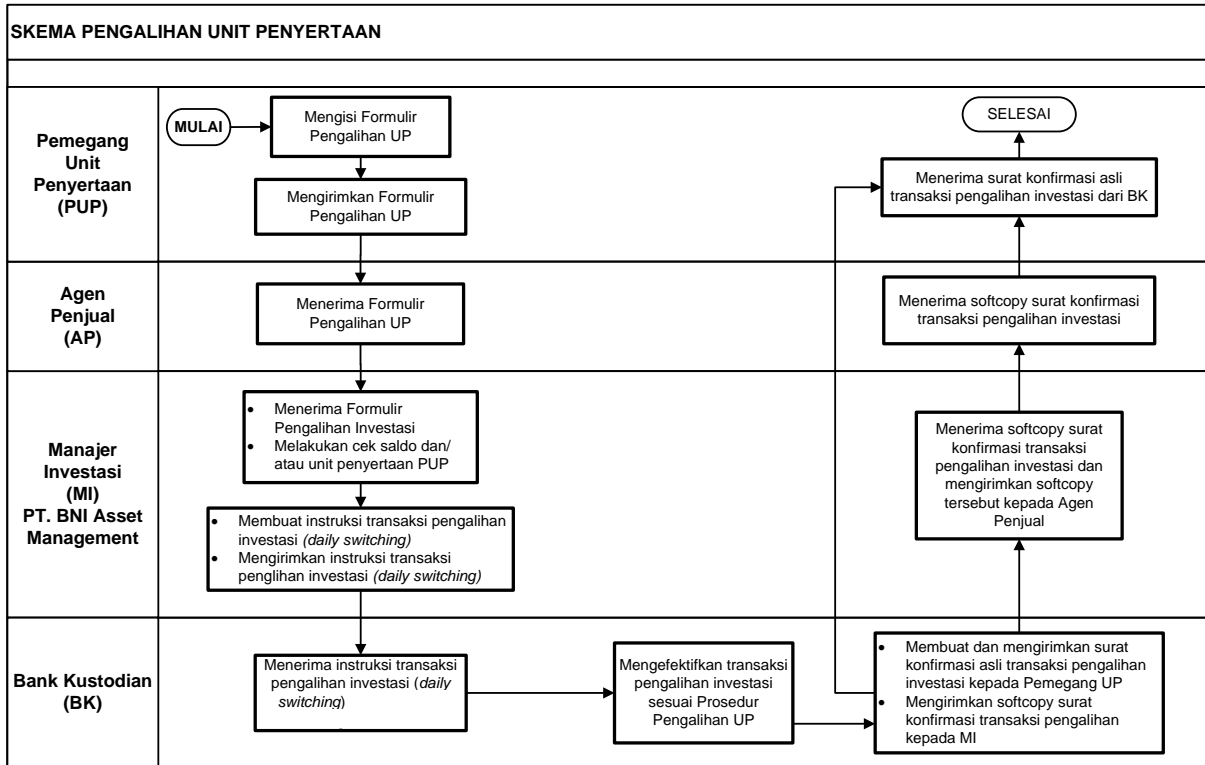 SKEMA PENGALIHAN UNIT PENYERTAAN
Pemegang
Unit
Penyertaan
(PUP)
MULAI
Mengisi Formulir
Pengalihan UP
Mengirimkan Formulir
Pengalihan UP
SELESAI
Menerima surat konfirmasi asli
transaksi pengalihan investasi dari BK
Agen
Penjual
(AP)
Menerima Formulir
Pengalihan UP
Menerima softcopy surat konfirmasi
transaksi pengalihan investasi
Manajer
Investasi
(MI)
PT. BNI Asset
Management
• Menerima Formulir
Pengalihan Investasi
• Melakukan cek saldo dan/
atau unit penyertaan PUP
• Membuat instruksi transaksi pengalihan
investasi (daily switching)
• Mengirimkan instruksi transaksi
penglihan investasi (daily switching)
Menerima softcopy surat
konfirmasi transaksi
pengalihan investasi dan
mengirimkan softcopy
tersebut kepada Agen
Penjual
Bank Kustodian
(BK)
Menerima instruksi transaksi
pengalihan investasi (daily
switching)
Mengefektifkan transaksi
pengalihan investasi
sesuai Prosedur
Pengalihan UP
• Membuat dan mengirimkan surat
konfirmasi asli transaksi pengalihan
investasi kepada Pemegang UP
• Mengirimkan softcopy surat
konfirmasi transaksi pengalihan
kepada MI